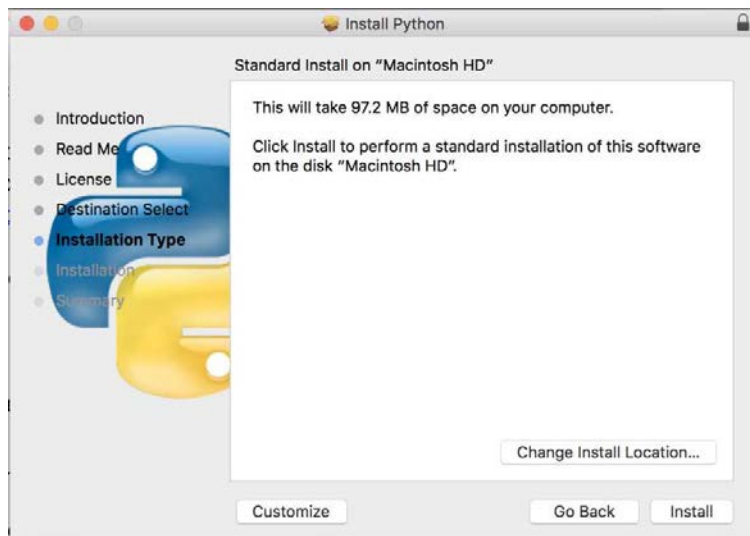 Install Python
Standard Install on “Macintosh HD”
Introduction
Read Me
License
Destination Select
Installation Type
Installation
Summary
This will take 97.2 MB of space on your computer.
Click Install to perform a standard installation of this software
on the disk “Macintosh HD”.
Change Install Location...
Customize
Go Back
Install